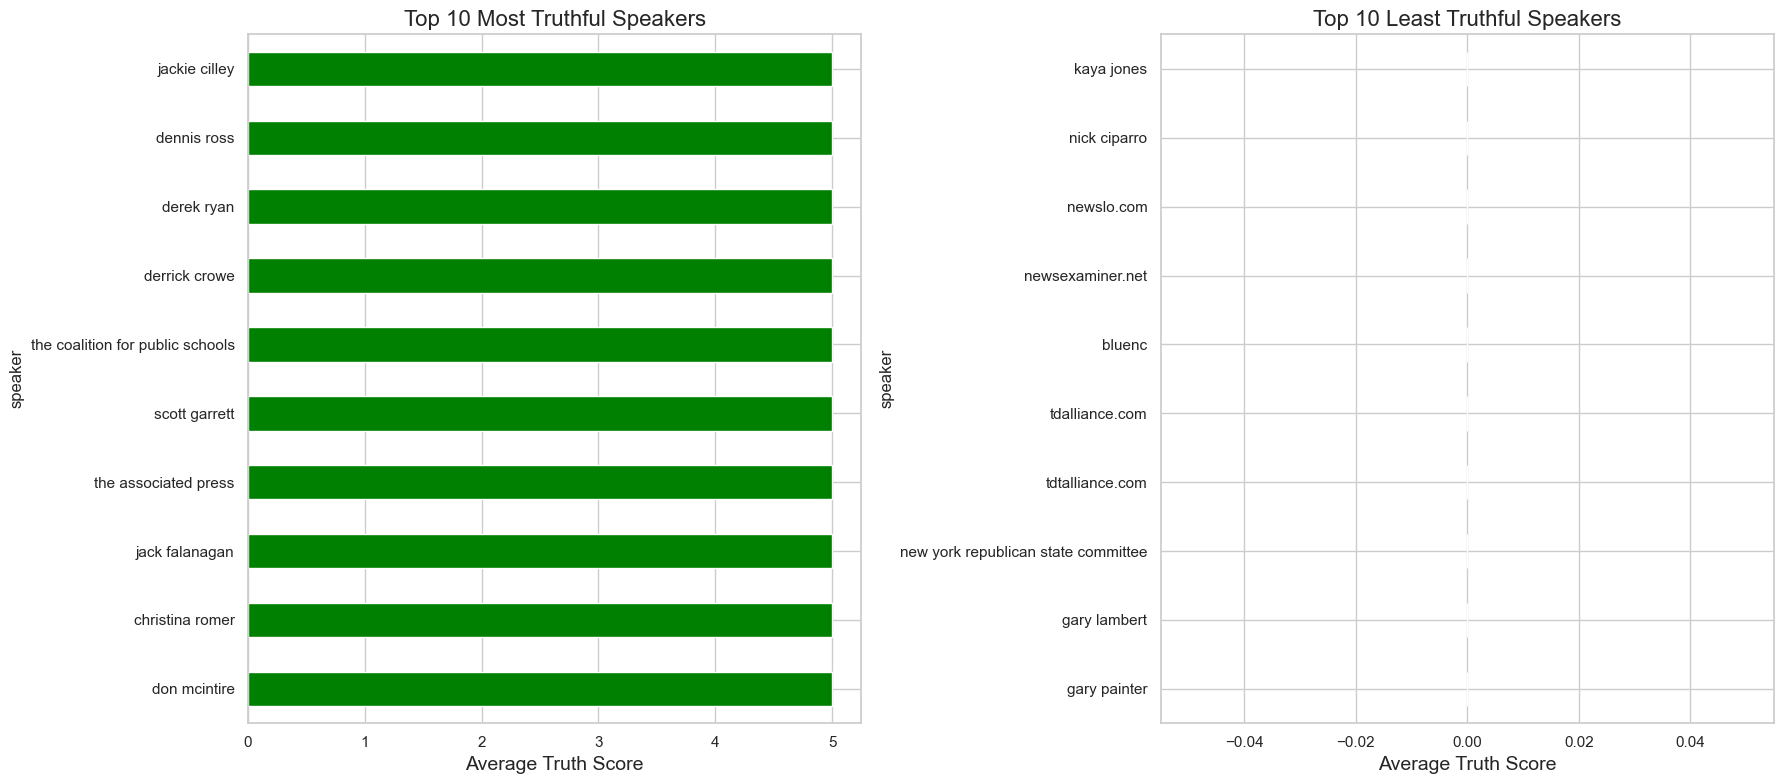 Top 10 Most Truthful Speakers
speaker
jackie cilley
dennis ross
derek ryan
derrick crowe
the coalition for public schools
scott garrett
the associated press
jack falanagan
christina romer
don mcintire
0 1 2 3 4 5
Average Truth Score
Top 10 Least Truthful Speakers
speaker
kaya jones
nick ciparro
newslo.com
newsexaminer.net
bluenc
tdalliance.com
tdtalliance.com
new york republican state committee
gary lambert
gary painter
−0.04 −0.02 0.00 0.02 0.04
Average Truth Score